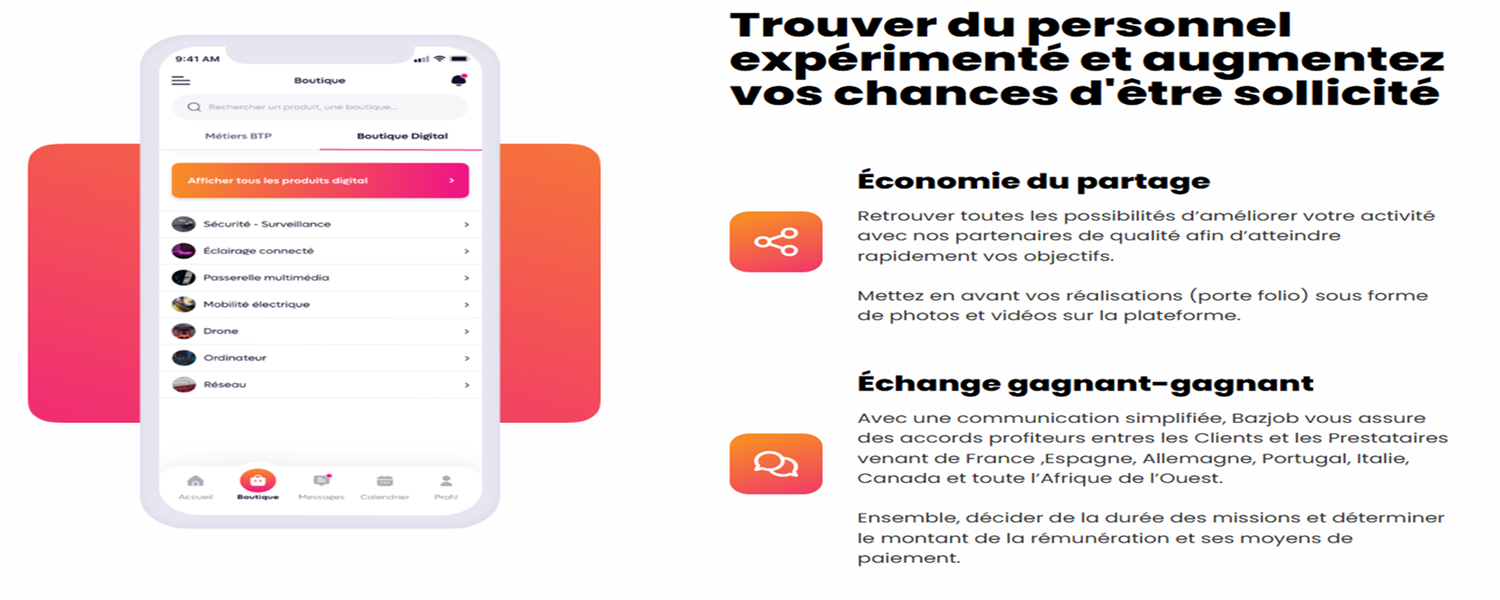 9:41 AM
Boutique
Rechercher un produit, une boutique...
Métiers BTP
Boutique Digital
Afficher tous les produits digital
Sécurité - Surveillance
Éclairage connecté
Passerelle multimédia
Mobilité électrique
Drone
Ordinateur
Réseau
Accueil
Boutique
Messages
Calendrier
Profil
Trouver du personnel
expérimenté et augmentez
vos chances d'être sollicité
Économie du partage
Retrouver toutes les possibilités d’améliorer votre activité
avec nos partenaires de qualité afin d’atteindre
rapidement vos objectifs.
Mettez en avant vos réalisations (porte folio) sous forme
de photos et vidéos sur la plateforme.
Échange gagnant-gagnant
Avec une communication simplifiée, Bazjob vous assure
des accords profiteurs entres les Clients et les Prestataires
venant de France ,Espagne, Allemagne, Portugal, Italie,
Canada et toute l’Afrique de l’Ouest.
Ensemble, décider de la durée des missions et déterminer
le montant de la rémunération et ses moyens de
paiement.